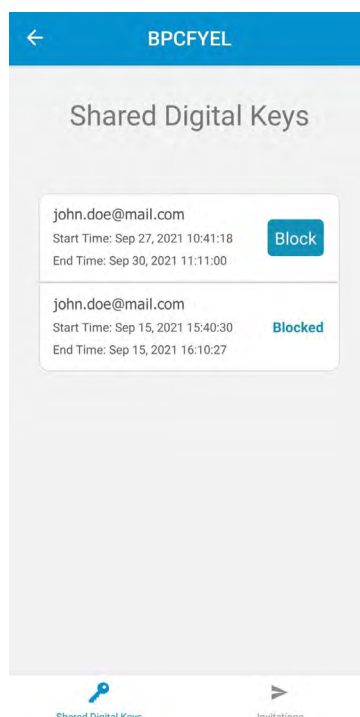 BPCFYEL
Shared Digital Keys
john.doe@mail.com
Start Time: Sep 27, 2021 10:41:18
Block
End Time: Sep 30, 2021 11:11:00
john.doe@mail.com
Start Time: Sep 15, 2021 15:40:30
Blocked
End Time: Sep 15, 2021 16:10:27
Shared Digital Keys
Invitations